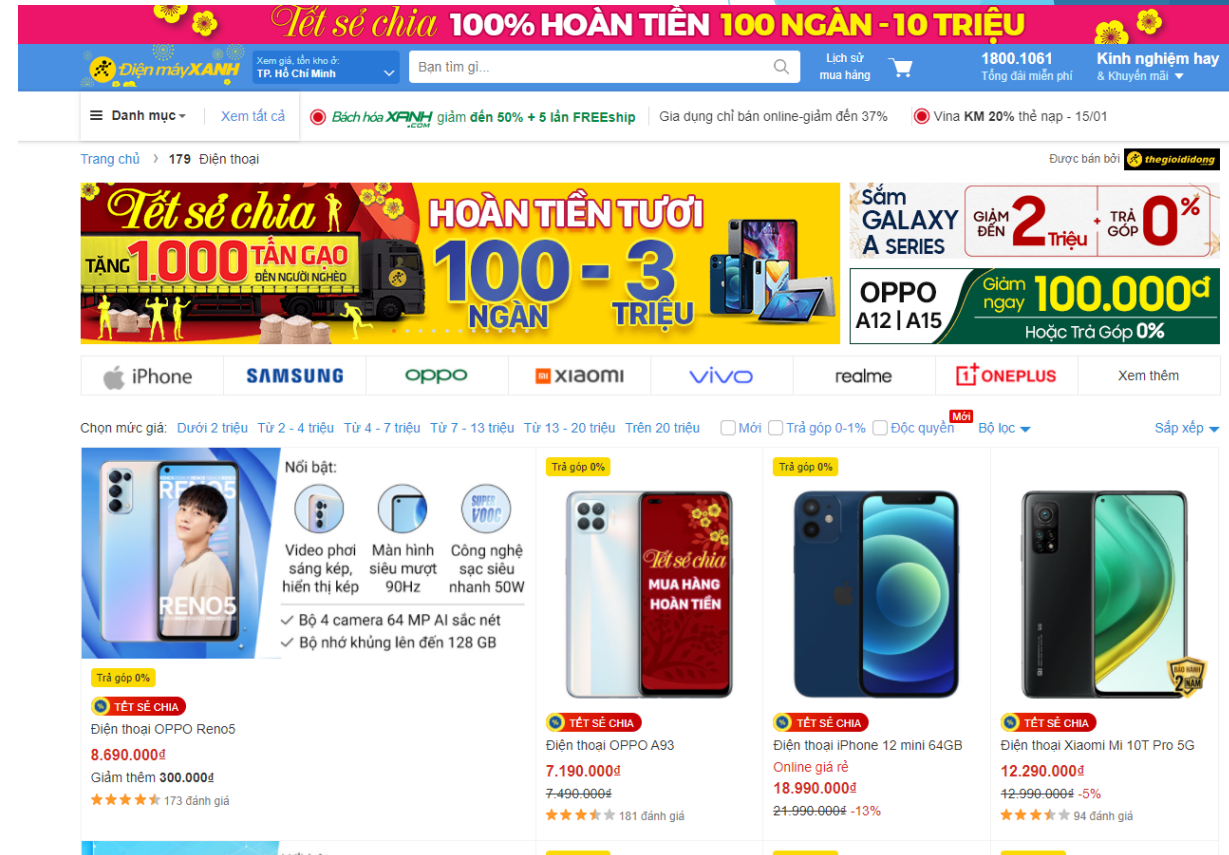 Tết sẻ chia 100% HOÀN TIỀN 100 NGÀN - 10 TRIỆU
Điện máy XANH
Xem giá, tồn kho ở:
TP. Hồ Chí Minh
Bạn tìm gì...
Lịch sử
mua hàng
1800.1061
Tổng đài miễn phí
Kinh nghiệm hay
& Khuyến mãi
Danh mục
Xem tất cả
Bách hóa XANH .COM giảm đến 50% + 5 lần FREEship
Gia dụng chỉ bán online-giảm đến 37%
Vina KM 20% thẻ nạp - 15/01
Trang chủ › 179 Điện thoại
Được bán bởi thegioididong
Tết sẻ chia
TẶNG 1.000 TẤN GẠO
ĐẾN NGƯỜI NGHÈO
HOÀN TIỀN TƯƠI
100 - 3
NGÀN TRIỆU
Sắm
GALAXY
A SERIES
GIẢM
ĐẾN 2 Triệu
+ TRẢ
GÓP 0%
OPPO
A12 | A15
Giảm
ngay 100.000đ
Hoặc Trả Góp 0%
iPhone
SAMSUNG
oppo
mi xiaomi
vivo
realme
1+ ONEPLUS
Xem thêm
Chọn mức giá: Dưới 2 triệu Từ 2 - 4 triệu Từ 4 - 7 triệu Từ 7 - 13 triệu Từ 13 - 20 triệu Trên 20 triệu
Mới Trả góp 0-1% Độc quyền Mới Bộ lọc
Sắp xếp
RENO5
RENO5
Nổi bật:
Video phơi
sáng kép,
hiển thị kép
Màn hình
siêu mượt
90Hz
SUPER
VOOC
Công nghệ
sạc siêu
nhanh 50W
Bộ 4 camera 64 MP AI sắc nét
Bộ nhớ khủng lên đến 128 GB
Trả góp 0%
TẾT SẺ CHIA
Điện thoại OPPO Reno5
8.690.000₫
Giảm thêm 300.000₫
173 đánh giá
Trả góp 0%
Tết sẻ chia
MUA HÀNG
HOÀN TIỀN
TẾT SẺ CHIA
Điện thoại OPPO A93
7.190.000₫
7.490.000₫
181 đánh giá
Trả góp 0%
TẾT SẺ CHIA
Điện thoại iPhone 12 mini 64GB
Online giá rẻ
18.990.000₫
21.990.000₫ -13%
BẢO HÀNH
2 NĂM
TẾT SẺ CHIA
Điện thoại Xiaomi Mi 10T Pro 5G
12.290.000₫
12.990.000₫ -5%
94 đánh giá